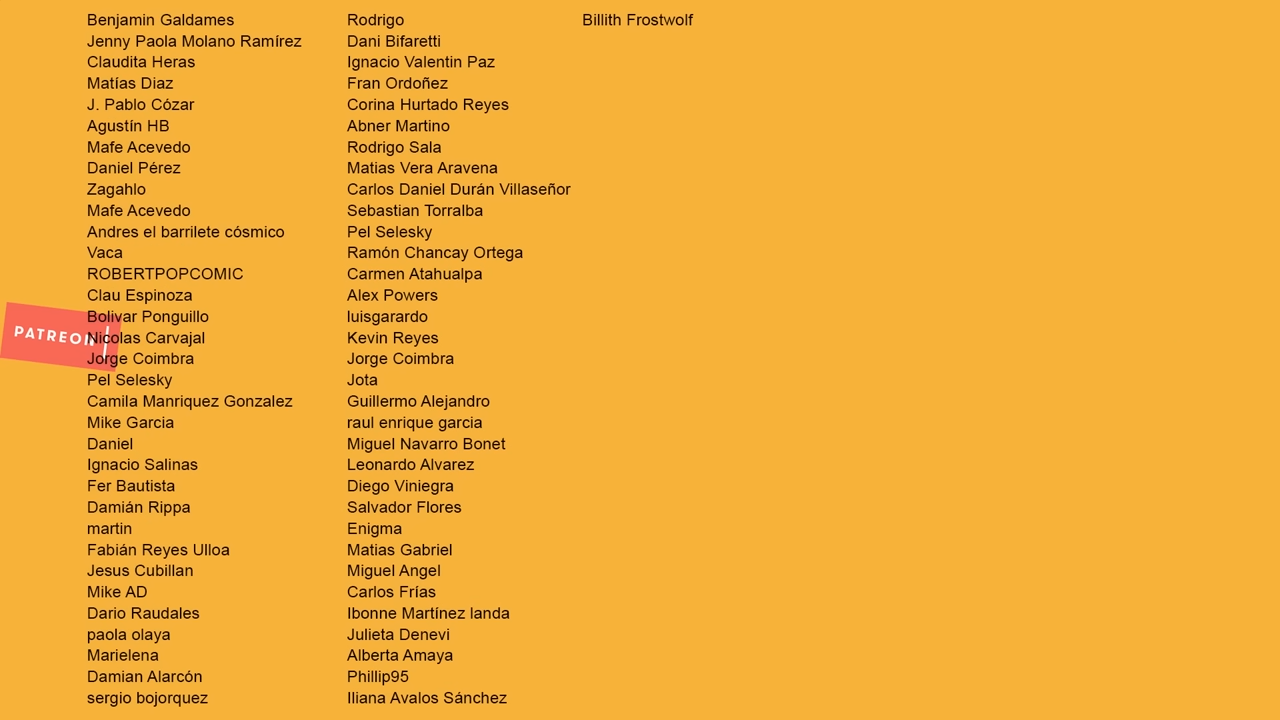 Benjamin Galdames
Jenny Paola Molano Ramírez
Claudita Heras
Matías Diaz
J. Pablo Cózar
Agustín HB
Mafe Acevedo
Daniel Pérez
Zagahlo
Mafe Acevedo
Andres el barrilete cósmico
Vaca
ROBERTPOPCOMIC
Clau Espinoza
Bolivar Ponguillo
Nicolas Carvajal
Jorge Coimbra
Pel Selesky
Camila Manriquez Gonzalez
Mike Garcia
Daniel
Ignacio Salinas
Fer Bautista
Damián Rippa
martin
Fabián Reyes Ulloa
Jesus Cubillan
Mike AD
Dario Raudales
paola olaya
Marielena
Damian Alarcón
sergio bojorquez
PATREON
Rodrigo
Dani Bifaretti
Ignacio Valentin Paz
Fran Ordoñez
Corina Hurtado Reyes
Abner Martino
Rodrigo Sala
Matias Vera Aravena
Carlos Daniel Durán Villaseñor
Sebastian Torralba
Pel Selesky
Ramón Chancay Ortega
Carmen Atahualpa
Alex Powers
luisgarardo
Kevin Reyes
Jorge Coimbra
Jota
Guillermo Alejandro
raul enrique garcia
Miguel Navarro Bonet
Leonardo Alvarez
Diego Viniegra
Salvador Flores
Enigma
Matias Gabriel
Miguel Angel
Carlos Frías
Ibonne Martínez landa
Julieta Denevi
Alberta Amaya
Phillip95
Iliana Avalos Sánchez
Billith Frostwolf